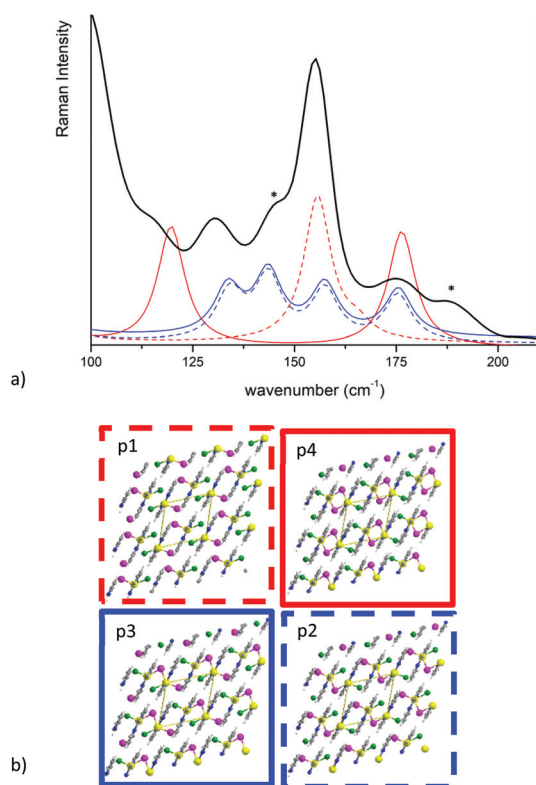 Raman Intensity
*
*
100 125 150 175 200
wavenumber (cm⁻¹)
a)
p1 p4
p3 p2
b)